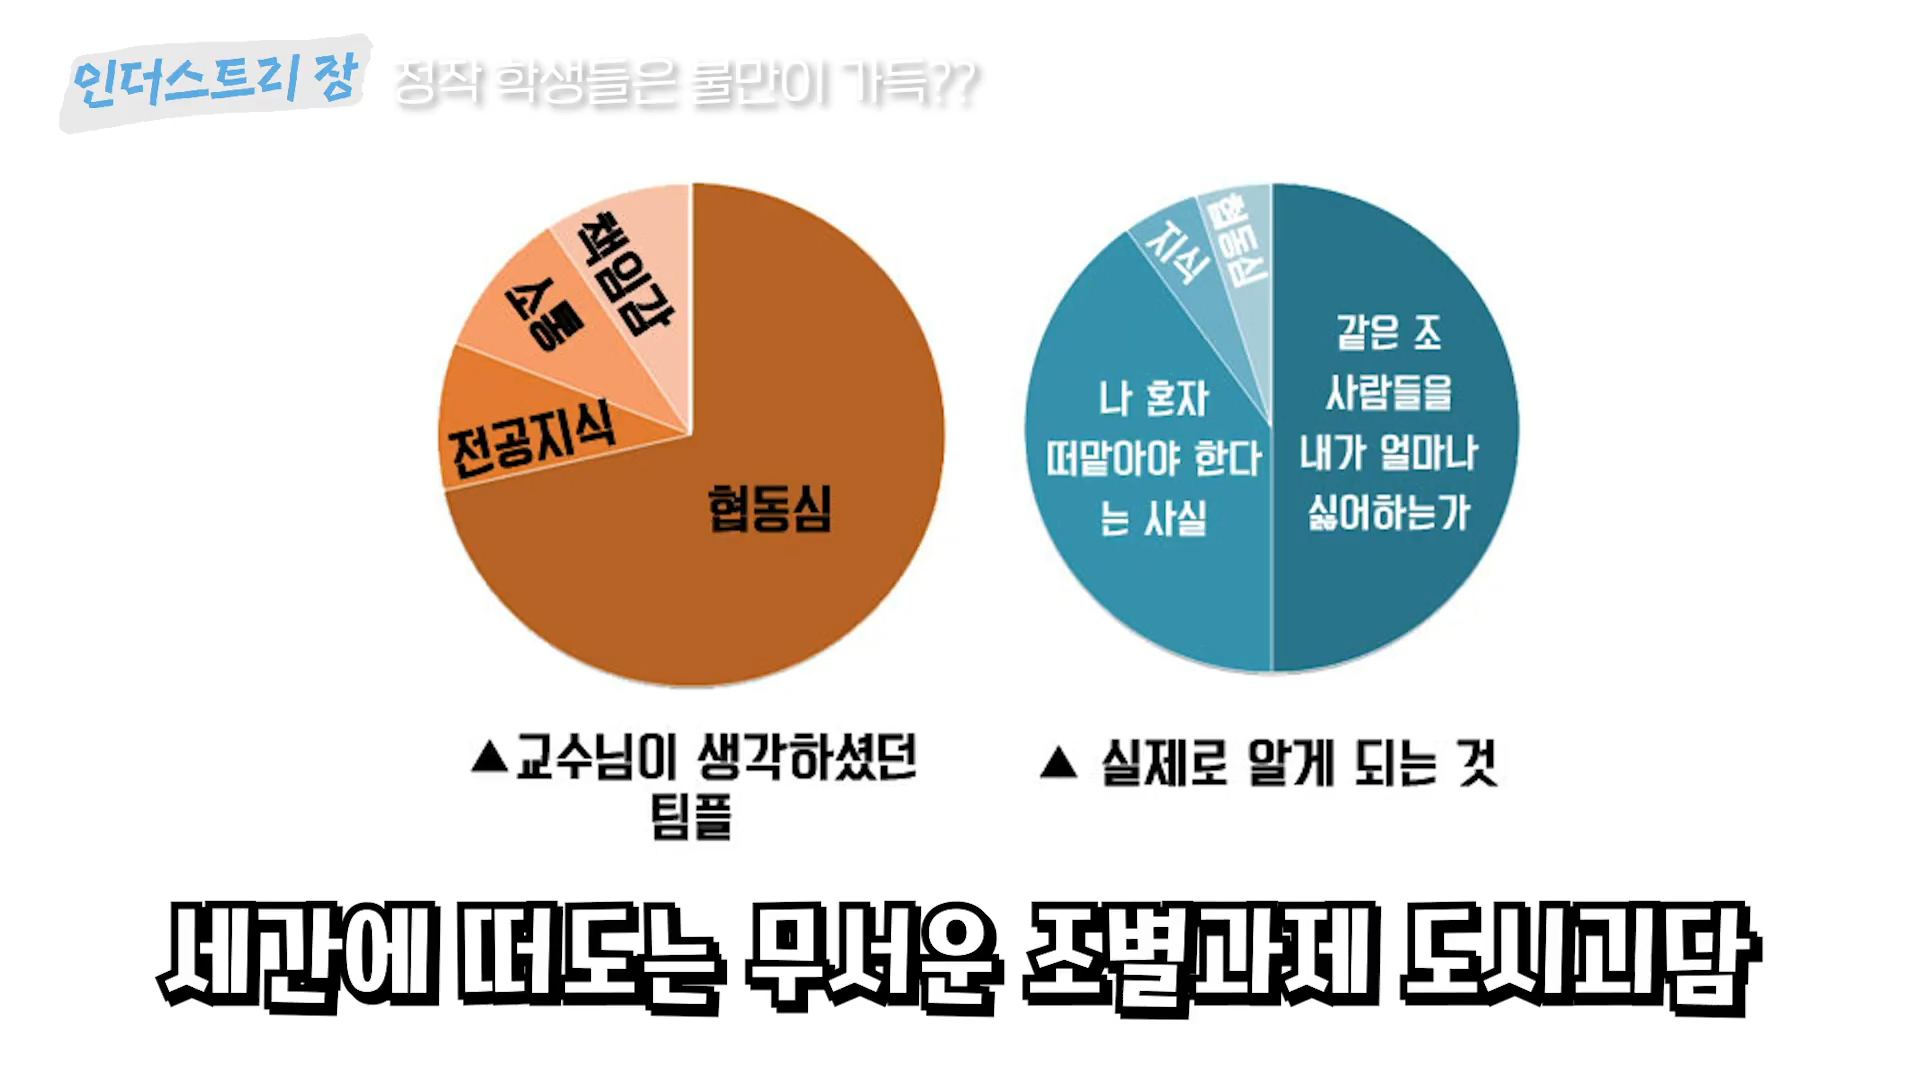 인더스트리 장 정작 학생들은 불만이 가득??
책임감
소통
전공지식
협동심
▲교수님이 생각하셨던
팀플
협동심
지식
나 혼자
떠맡아야 한다
는 사실
같은 조
사람들을
내가 얼마나
싫어하는가
▲ 실제로 알게 되는 것
세간에 떠도는 무서운 조별과제 도시괴담